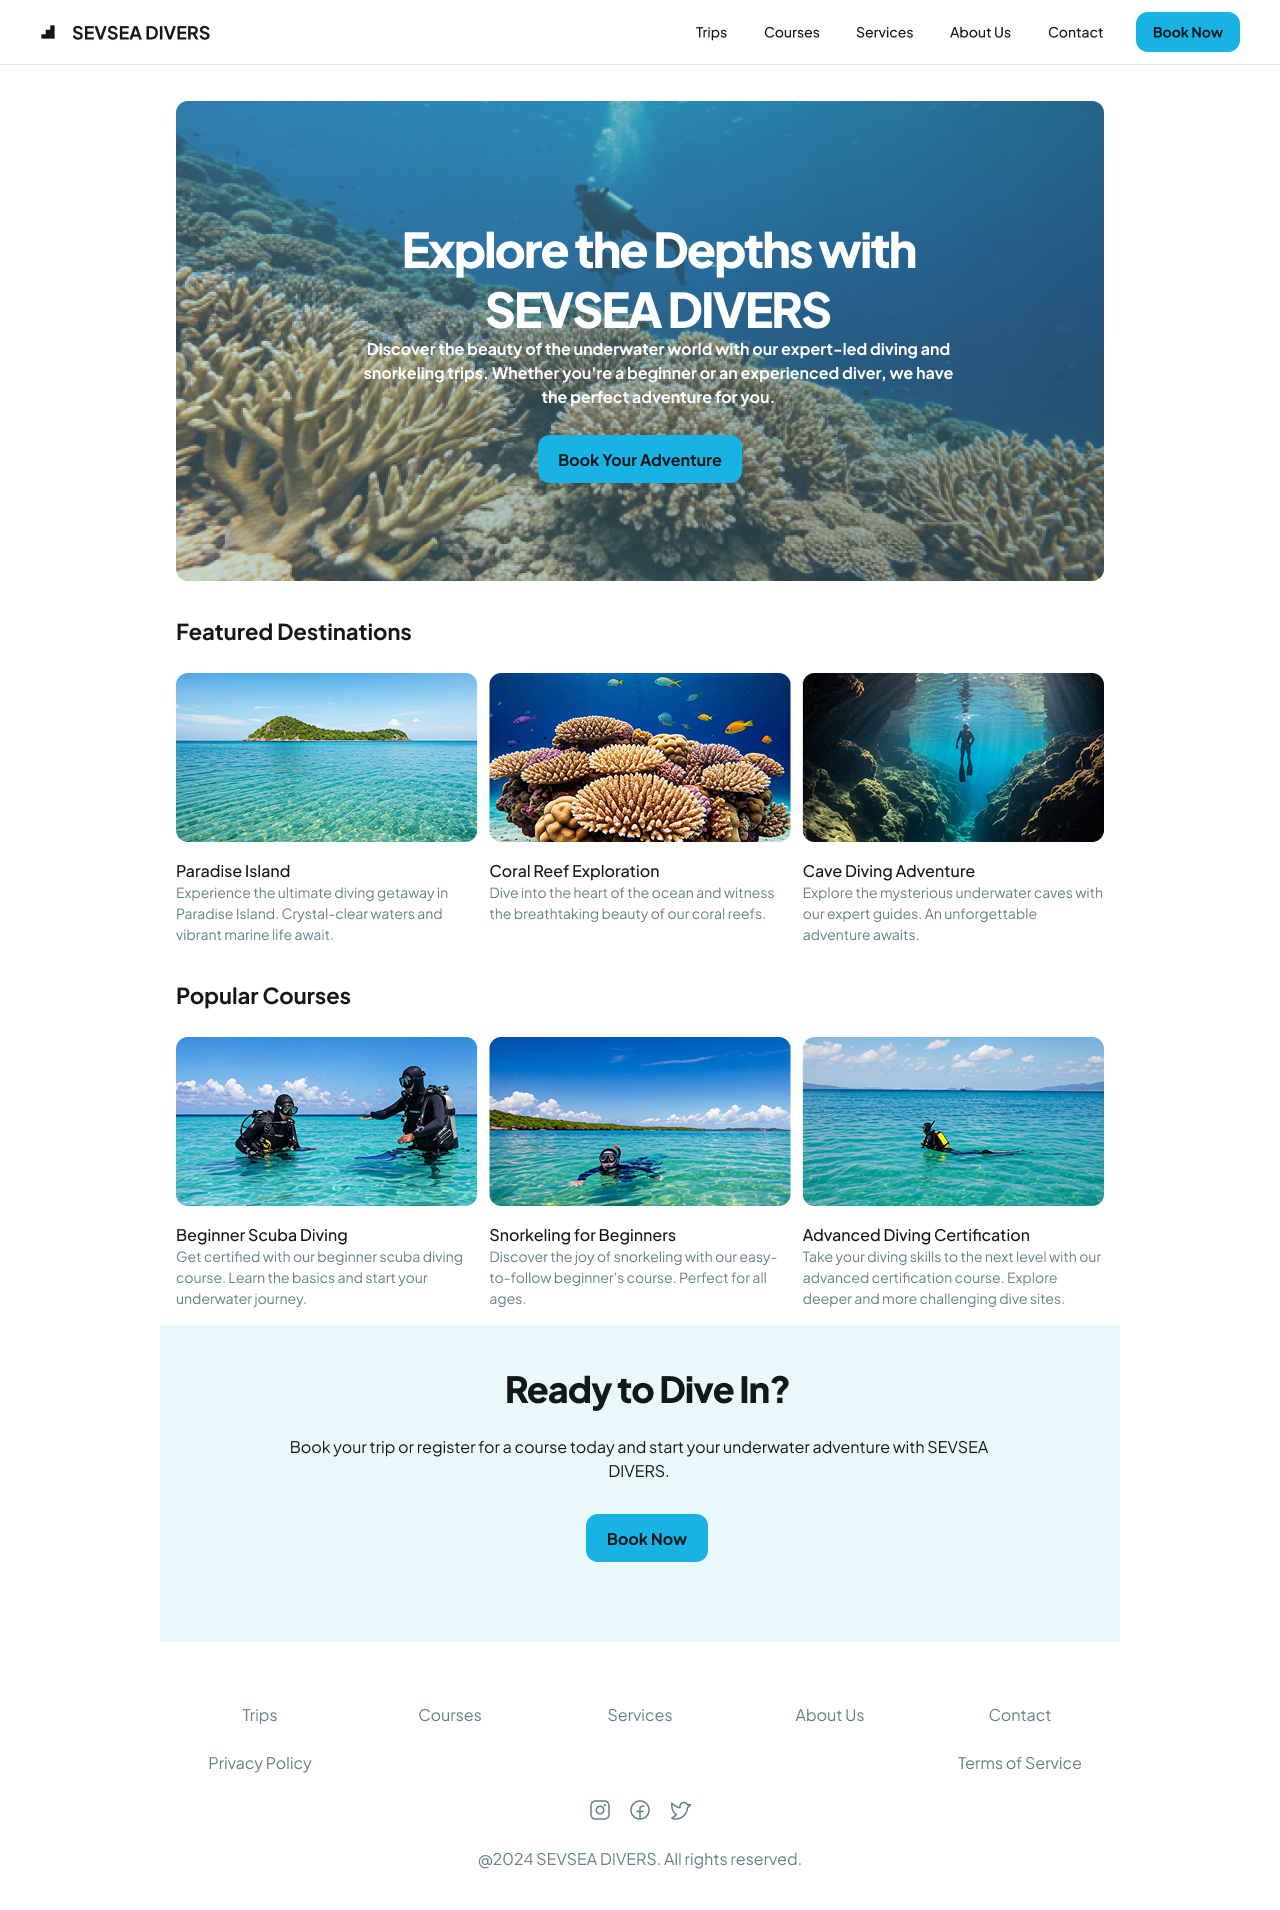 SEVSEA DIVERS
Trips
Courses
Services
About Us
Contact
Book Now
Explore the Depths with
SEVSEA DIVERS
Discover the beauty of the underwater world with our expert-led diving and
snorkeling trips. Whether you're a beginner or an experienced diver, we have
the perfect adventure for you.
Book Your Adventure
Featured Destinations
Paradise Island
Experience the ultimate diving getaway in
Paradise Island. Crystal-clear waters and
vibrant marine life await.
Coral Reef Exploration
Dive into the heart of the ocean and witness
the breathtaking beauty of our coral reefs.
Cave Diving Adventure
Explore the mysterious underwater caves with
our expert guides. An unforgettable
adventure awaits.
Popular Courses
Beginner Scuba Diving
Get certified with our beginner scuba diving
course. Learn the basics and start your
underwater journey.
Snorkeling for Beginners
Discover the joy of snorkeling with our easy-
to-follow beginner's course. Perfect for all
ages.
Advanced Diving Certification
Take your diving skills to the next level with our
advanced certification course. Explore
deeper and more challenging dive sites.
Ready to Dive In?
Book your trip or register for a course today and start your underwater adventure with SEVSEA
DIVERS.
Book Now
Trips
Courses
Services
About Us
Contact
Privacy Policy
Terms of Service
@2024 SEVSEA DIVERS. All rights reserved.